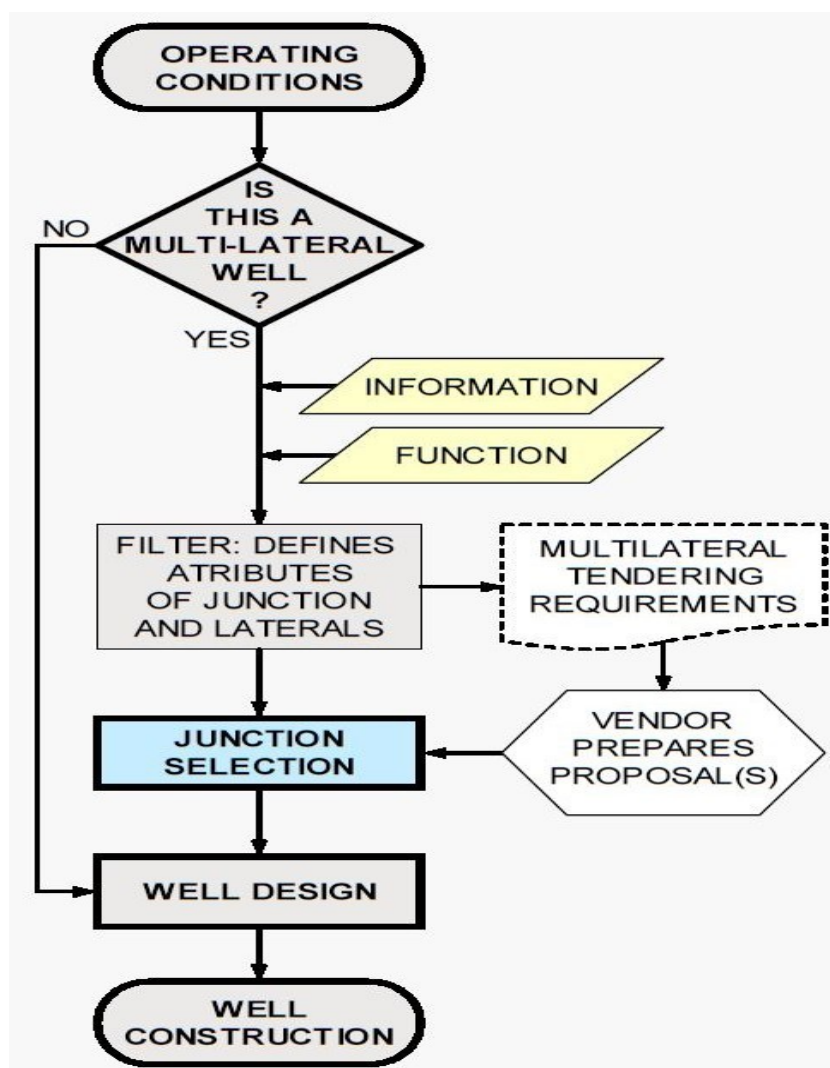 OPERATING
CONDITIONS
IS
THIS A
MULTI-LATERAL
WELL
?
NO
YES
INFORMATION
FUNCTION
FILTER: DEFINES
ATRIBUTES
OF JUNCTION
AND LATERALS
MULTILATERAL
TENDERING
REQUIREMENTS
VENDOR
PREPARES
PROPOSAL(S)
JUNCTION
SELECTION
WELL DESIGN
WELL
CONSTRUCTION